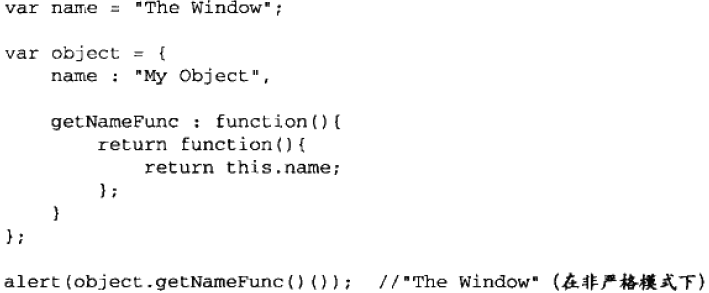 var name = "The Window";
var object = {
    name : "My Object",
    getNameFunc : function(){
        return function(){
            return this.name;
        };
    }
};
alert(object.getNameFunc()());  //"The Window" (在非严格模式下)